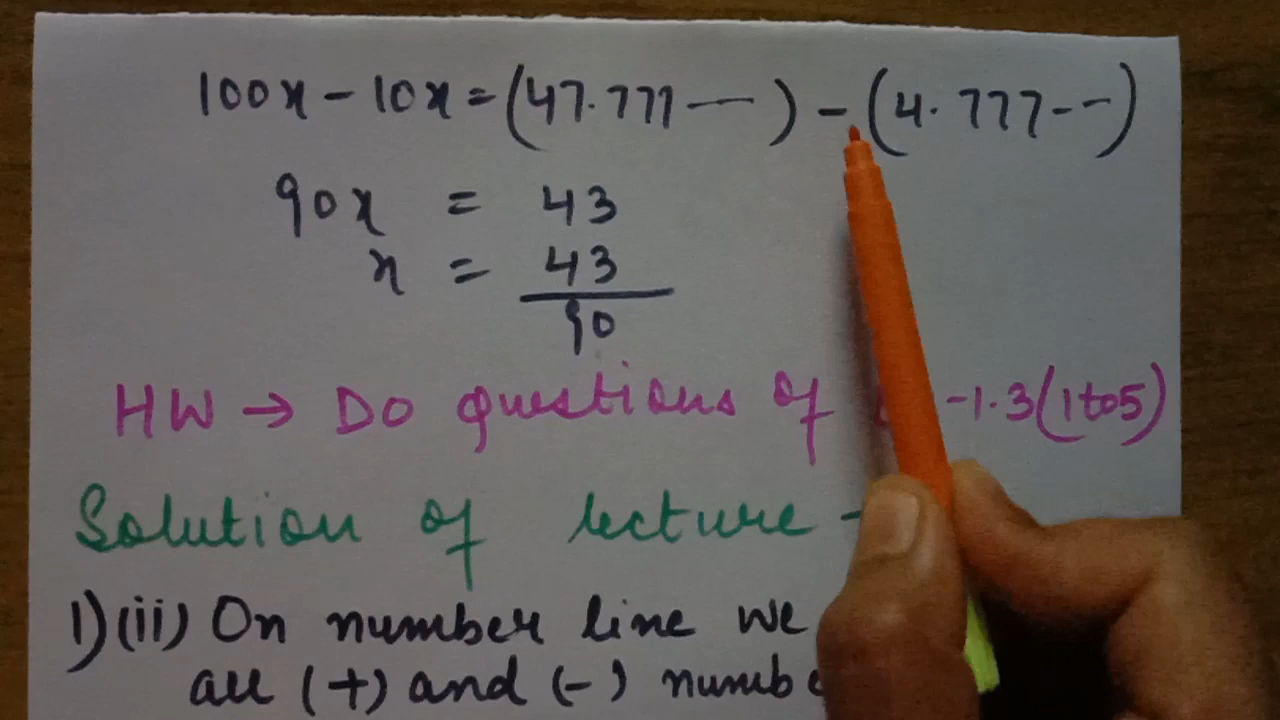 100x - 10x = (47.777 --- ) - (4.777---)
90x = 43
x = 43
90
HW → Do questions of -1.3(1to5)
Solution of lecture -
1)(ii) On number line we
all (+) and (-)